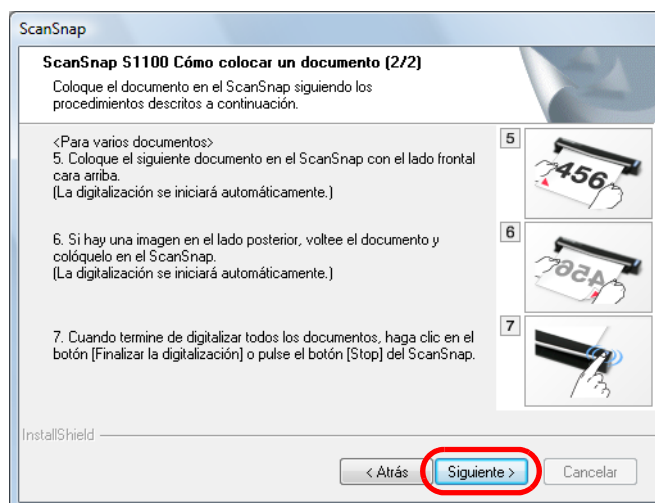 ScanSnap
ScanSnap S1100 Cómo colocar un documento (2/2)
Coloque el documento en el ScanSnap siguiendo los
procedimientos descritos a continuación.
<Para varios documentos>
5. Coloque el siguiente documento en el ScanSnap con el lado frontal
cara arriba.
(La digitalización se iniciará automáticamente.)
5
456
6. Si hay una imagen en el lado posterior, voltee el documento y
colóquelo en el ScanSnap.
(La digitalización se iniciará automáticamente.)
6
456
7. Cuando termine de digitalizar todos los documentos, haga clic en el
botón [Finalizar la digitalización] o pulse el botón [Stop] del ScanSnap.
7
InstallShield
< Atrás
Siguiente >
Cancelar